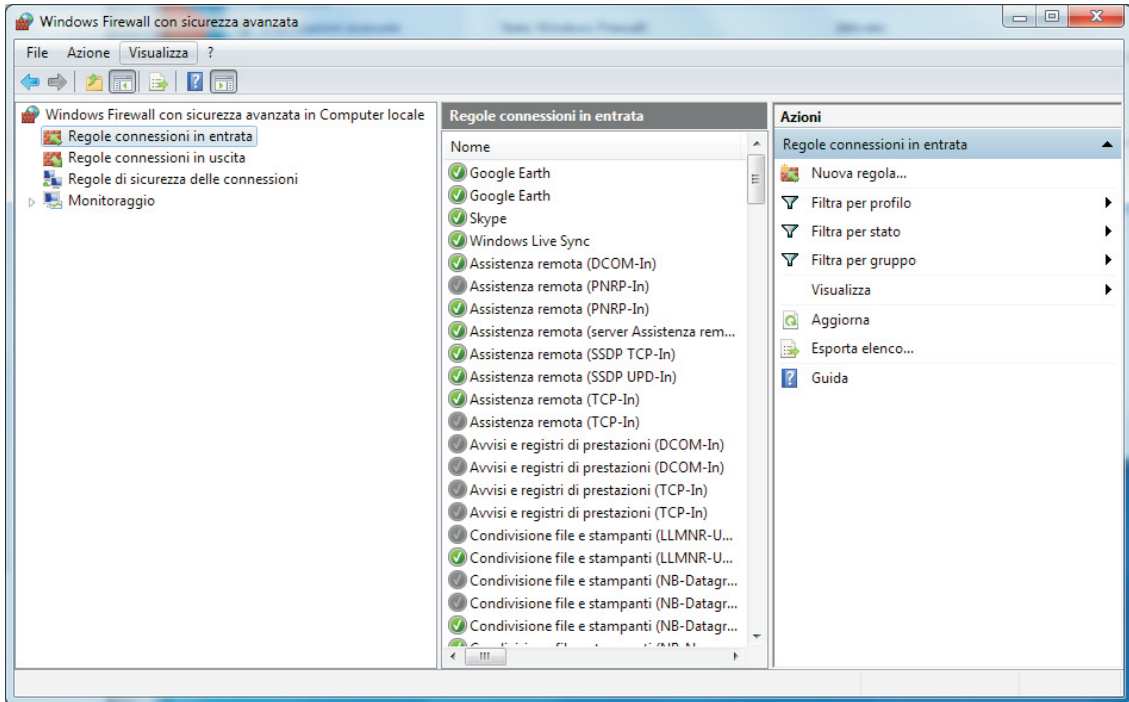 Windows Firewall con sicurezza avanzata
File Azione Visualizza ?
Windows Firewall con sicurezza avanzata in Computer locale
Regole connessioni in entrata
Regole connessioni in uscita
Regole di sicurezza delle connessioni
Monitoraggio
Regole connessioni in entrata
Nome
Google Earth
Google Earth
Skype
Windows Live Sync
Assistenza remota (DCOM-In)
Assistenza remota (PNRP-In)
Assistenza remota (PNRP-In)
Assistenza remota (server Assistenza rem...
Assistenza remota (SSDP TCP-In)
Assistenza remota (SSDP UPD-In)
Assistenza remota (TCP-In)
Assistenza remota (TCP-In)
Avvisi e registri di prestazioni (DCOM-In)
Avvisi e registri di prestazioni (DCOM-In)
Avvisi e registri di prestazioni (TCP-In)
Avvisi e registri di prestazioni (TCP-In)
Condivisione file e stampanti (LLMNR-U...
Condivisione file e stampanti (LLMNR-U...
Condivisione file e stampanti (NB-Datagr...
Condivisione file e stampanti (NB-Datagr...
Condivisione file e stampanti (NB-Datagr...
Azioni
Regole connessioni in entrata
Nuova regola...
Filtra per profilo
Filtra per stato
Filtra per gruppo
Visualizza
Aggiorna
Esporta elenco...
Guida